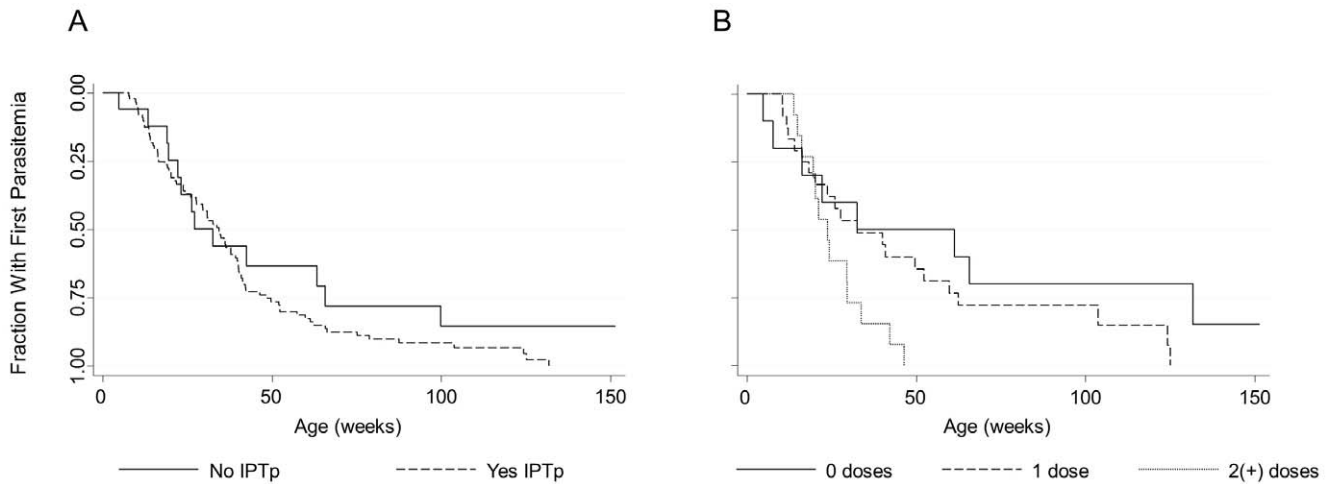 A
B
Fraction With First Parasitemia
0.00
0.25
0.50
0.75
1.00
0 50 100 150
0 50 100 150
Age (weeks)
Age (weeks)
No IPTp Yes IPTp
0 doses 1 dose 2(+) doses